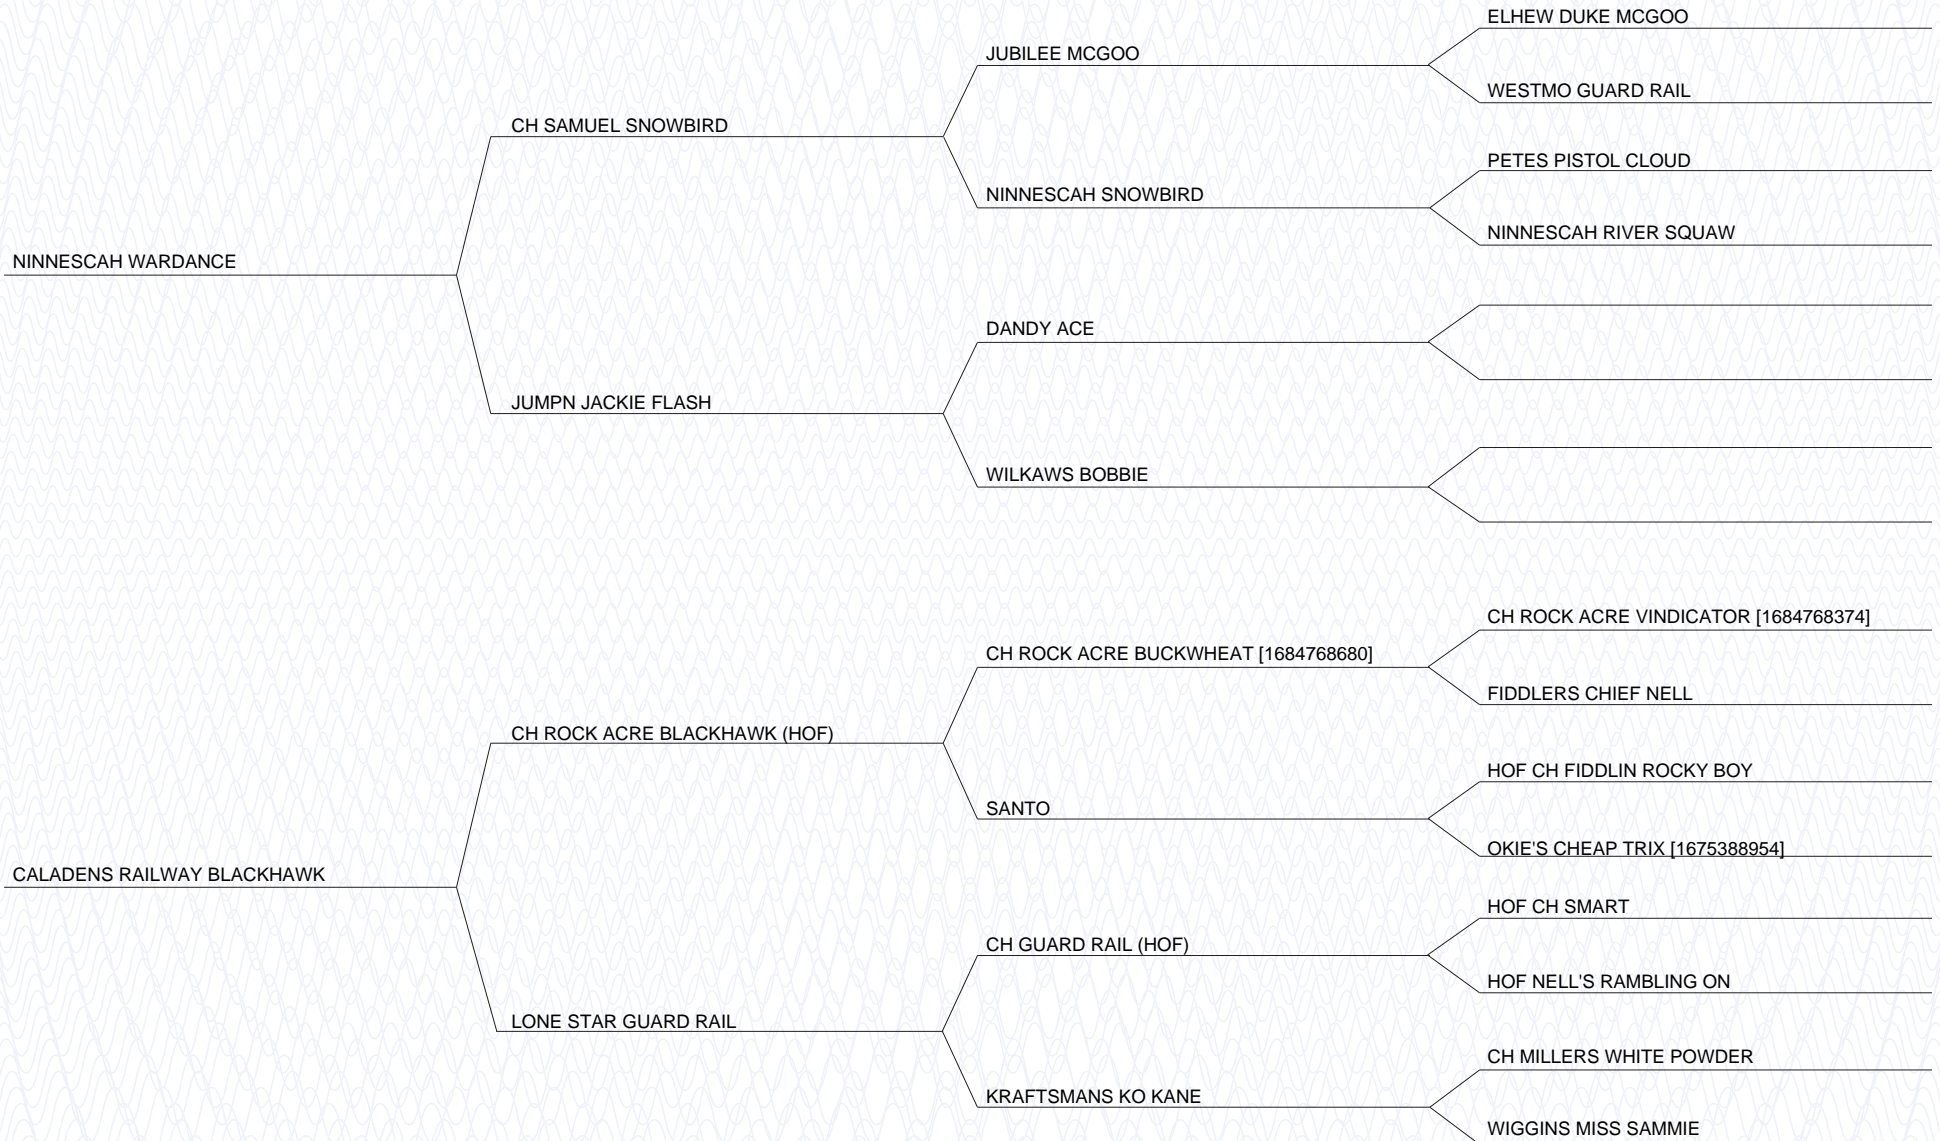 ELHEW DUKE MCGOO
JUBILEE MCGOO
WESTMO GUARD RAIL
CH SAMUEL SNOWBIRD
PETES PISTOL CLOUD
NINNESCAH SNOWBIRD
NINNESCAH RIVER SQUAW
NINNESCAH WARDANCE
DANDY ACE
JUMPN JACKIE FLASH
WILKAWS BOBBIE
CH ROCK ACRE VINDICATOR [1684768374]
CH ROCK ACRE BUCKWHEAT [1684768680]
FIDDLERS CHIEF NELL
CH ROCK ACRE BLACKHAWK (HOF)
HOF CH FIDDLIN ROCKY BOY
SANTO
OKIE'S CHEAP TRIX [1675388954]
CALADENS RAILWAY BLACKHAWK
HOF CH SMART
CH GUARD RAIL (HOF)
HOF NELL'S RAMBLING ON
LONE STAR GUARD RAIL
CH MILLERS WHITE POWDER
KRAFTSMANS KO KANE
WIGGINS MISS SAMMIE